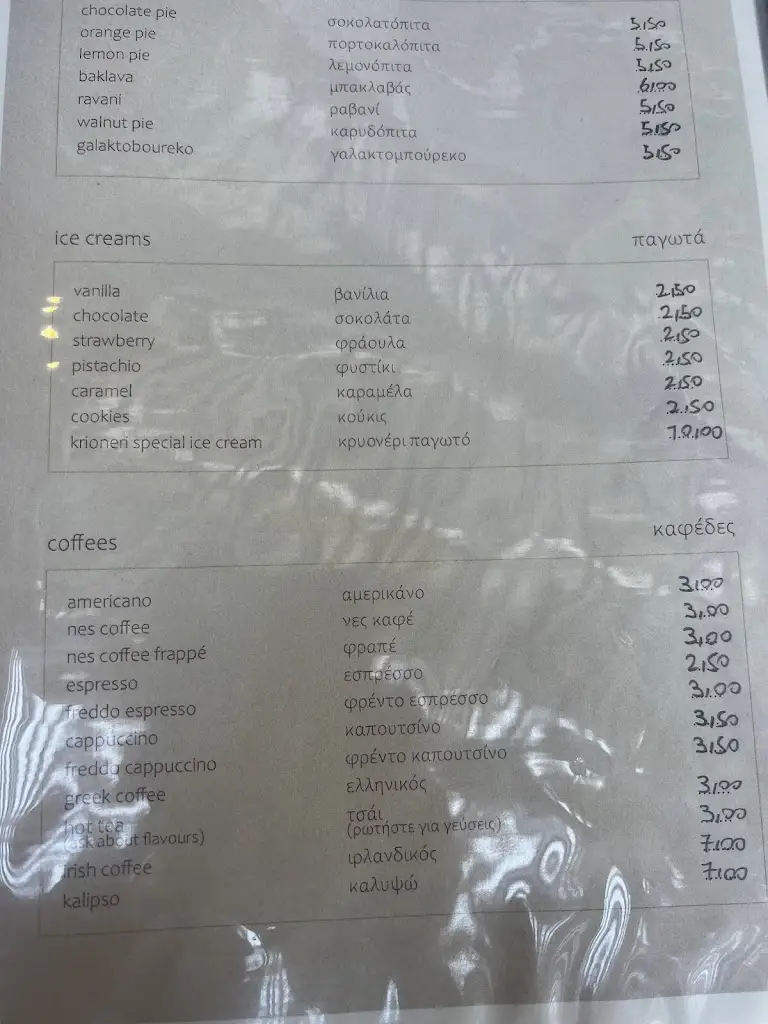 chocolate pie σοκολατόπιτα 5,50
orange pie πορτοκαλόπιτα 5,50
lemon pie λεμονόπιτα 5,50
baklava μπακλαβάς 6,00
ravani ραβανί 5,50
walnut pie καρυδόπιτα 5,50
galaktoboureko γαλακτομπούρεκο 5,50
ice creams παγωτά
vanilla βανίλια 2,50
chocolate σοκολάτα 2,50
strawberry φράουλα 2,50
pistachio φυστίκι 2,50
caramel καραμέλα 2,50
cookies κούκις 2,50
krioneri special ice cream κρυονέρι παγωτό
coffees καφέδες
americano αμερικάνο 3,00
nes coffee νες καφέ 3,00
nes coffee frappé φραπέ 3,00
espresso εσπρέσσο 2,50
freddo espresso φρέντο εσπρεσσο 3,00
cappuccino καπουτσίνο 3,50
freddo cappuccino φρέντο καπουτσίνο 3,50
greek coffee ελληνικός 3,00
hot tea τσάι 3,00
(ask about flavours) (ρωτήστε για γεύσεις)
irish coffee ιρλανδικός 7,00
kalipso καλυψώ 7,00